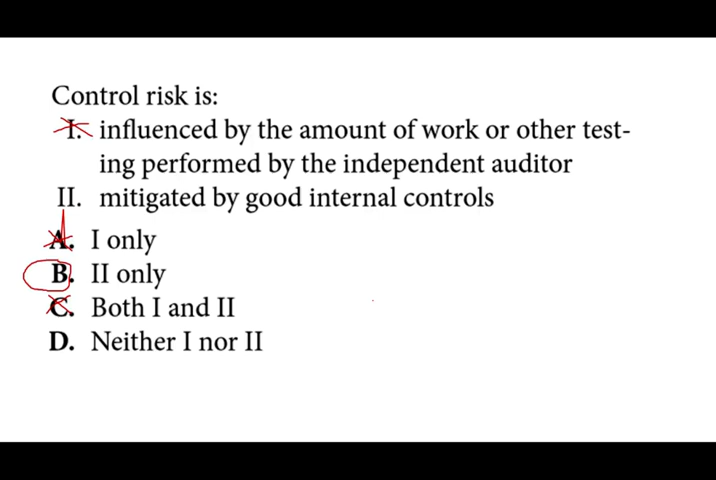 Control risk is:
I. influenced by the amount of work or other test-
ing performed by the independent auditor
II. mitigated by good internal controls
A. I only
B. II only
C. Both I and II
D. Neither I nor II